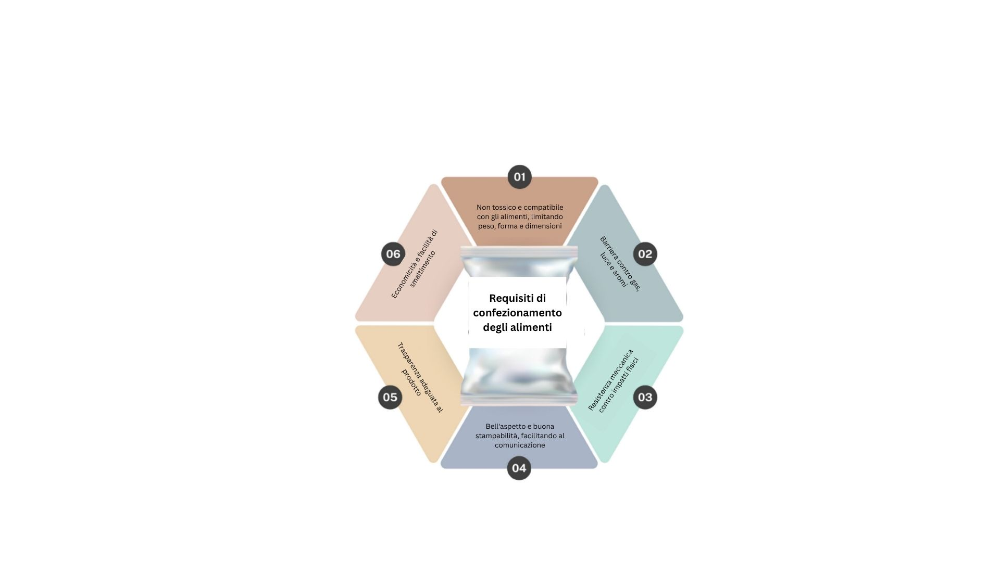 01
Non tossico e compatibile
con gli alimenti, limitando
peso, forma e dimensioni
02
Barriera contro gas,
luce e aromi
03
Resistenza meccanica
contro impatti fisici
04
Bell'aspetto e buona
stampabilità, facilitando al
comunicazione
05
Trasparenza adeguata al
prodotto
06
Economicità e facilità di
smaltimento
Requisiti di
confezionamento
degli alimenti